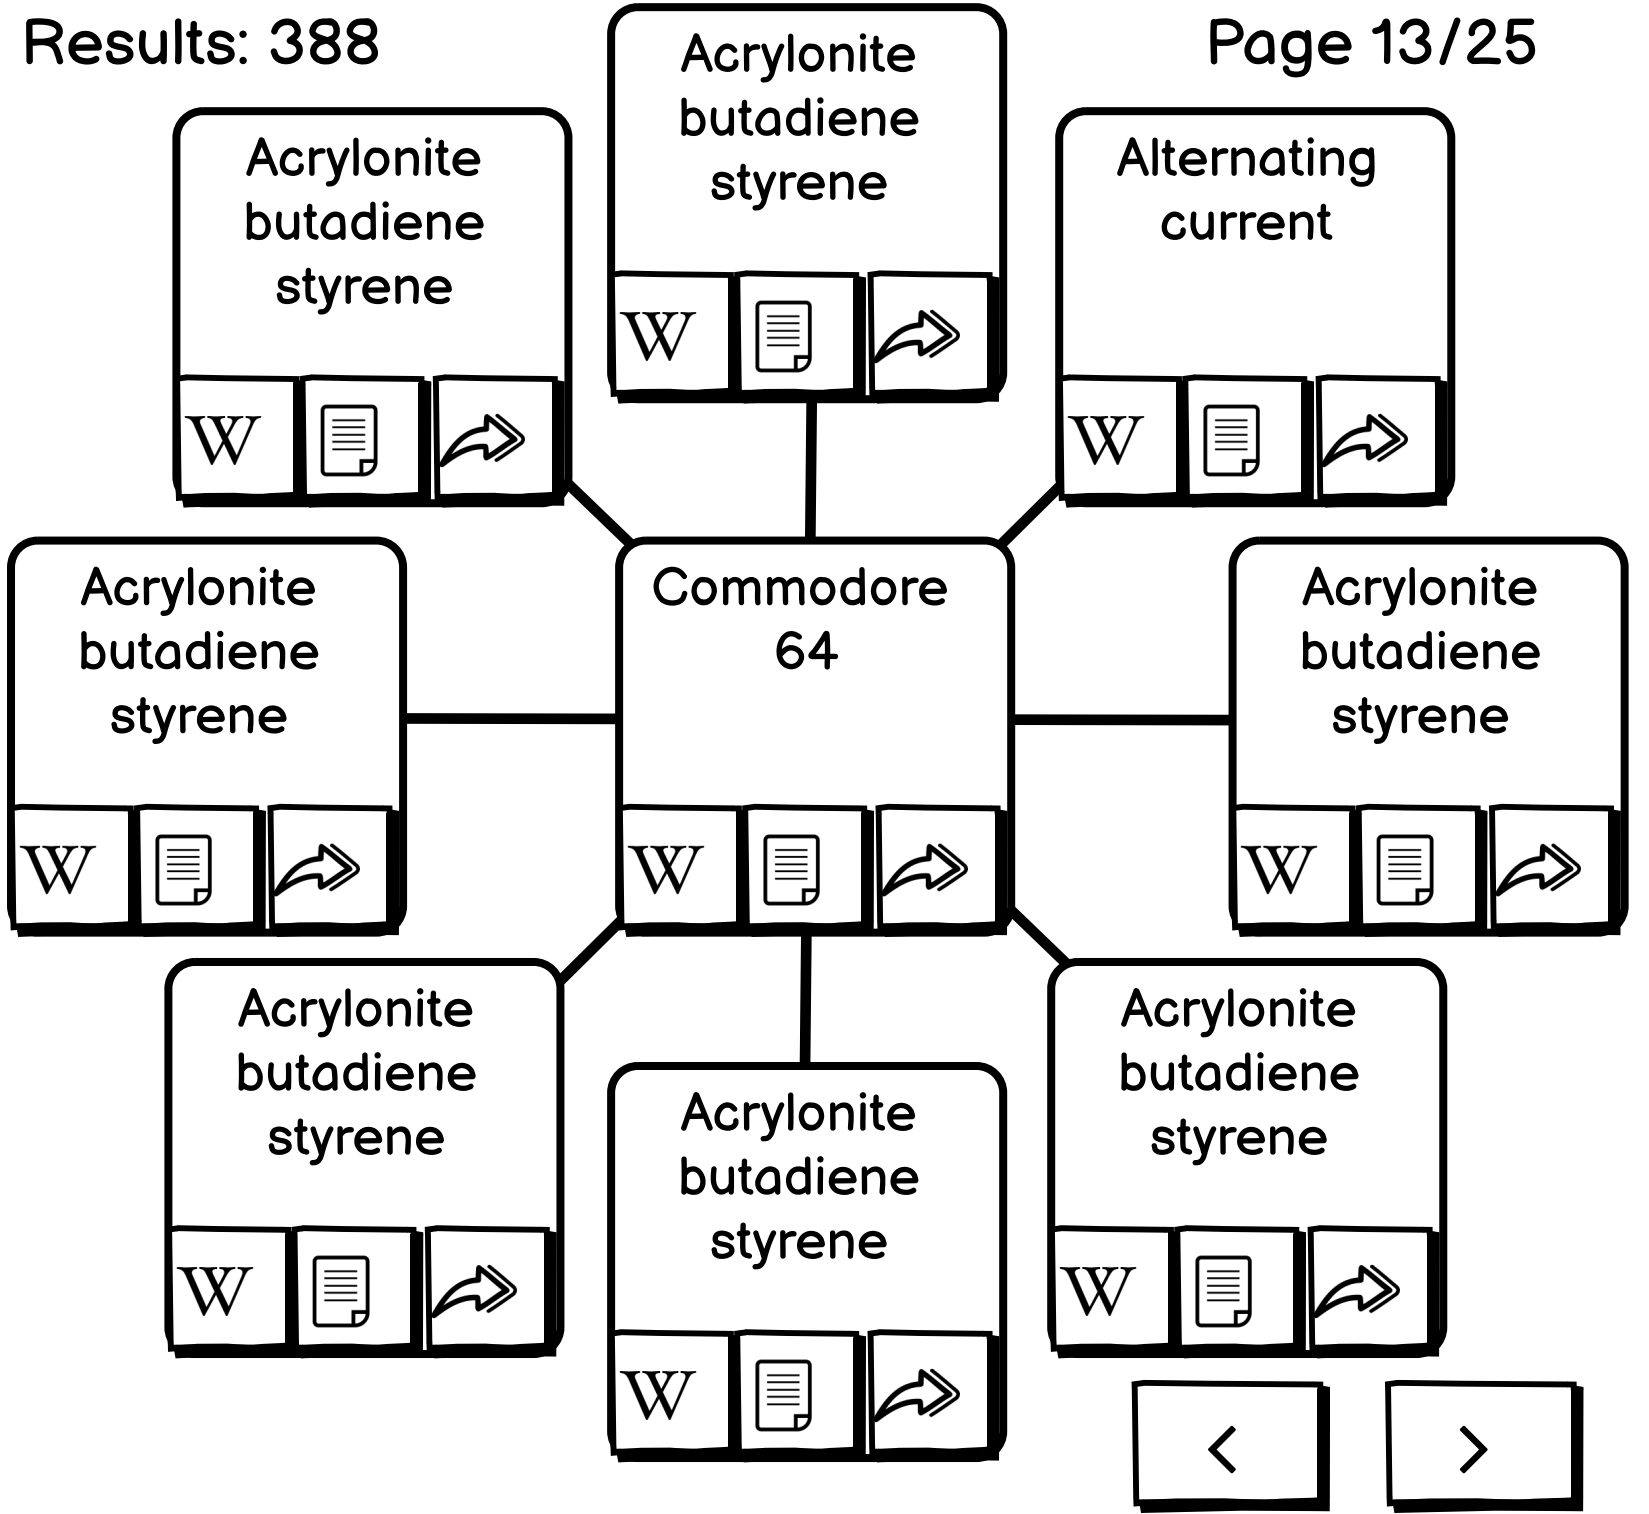 Results: 388
Page 13/25
Acrylonite
butadiene
styrene
W
Acrylonite
butadiene
styrene
W
Alternating
current
W
Acrylonite
butadiene
styrene
W
Commodore
64
W
Acrylonite
butadiene
styrene
W
Acrylonite
butadiene
styrene
W
Acrylonite
butadiene
styrene
W
Acrylonite
butadiene
styrene
W
< >